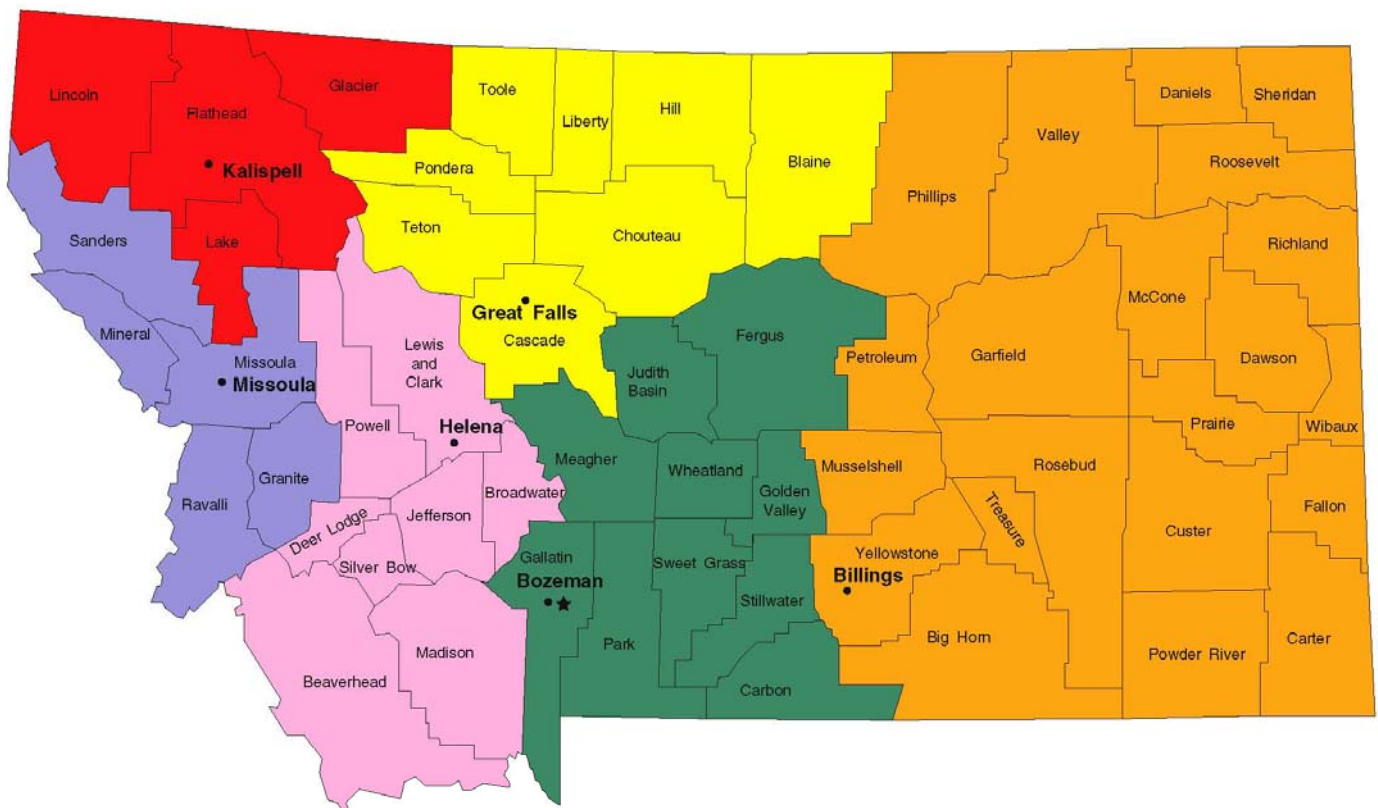 Lincoln
Flathead
Glacier
Kalispell
Lake
Toole
Liberty
Hill
Blaine
Pondera
Teton
Chouteau
Great Falls
Cascade
Phillips
Valley
Daniels
Sheridan
Roosevelt
Richland
McCone
Garfield
Dawson
Petroleum
Prairie
Wibaux
Musselshell
Rosebud
Treasure
Custer
Fallon
Yellowstone
Billings
Big Horn
Powder River
Carter
Sanders
Mineral
Missoula
Missoula
Ravalli
Granite
Lewis
and
Clark
Powell
Helena
Broadwater
Jefferson
Deer Lodge
Silver Bow
Madison
Beaverhead
Fergus
Judith
Basin
Meagher
Wheatland
Golden
Valley
Gallatin
Bozeman
Sweet Grass
Stillwater
Park
Carbon